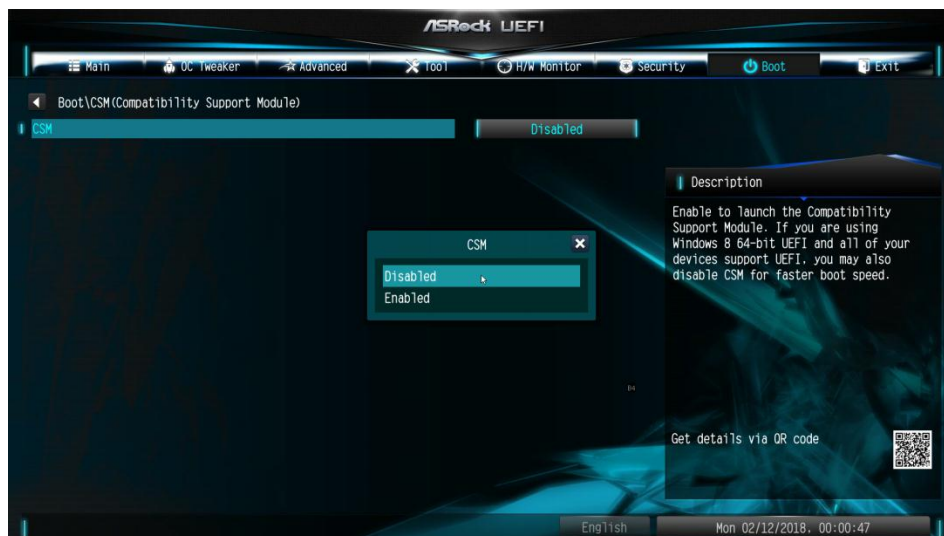 ASRock UEFI
Main OC Tweaker Advanced Tool H/W Monitor Security Boot Exit
Boot\CSM(Compatibility Support Module)
CSM Disabled
CSM
Disabled
Enabled
Description
Enable to launch the Compatibility
Support Module. If you are using
Windows 8 64-bit UEFI and all of your
devices support UEFI, you may also
disable CSM for faster boot speed.
Get details via QR code
English Mon 02/12/2018. 00:00:47